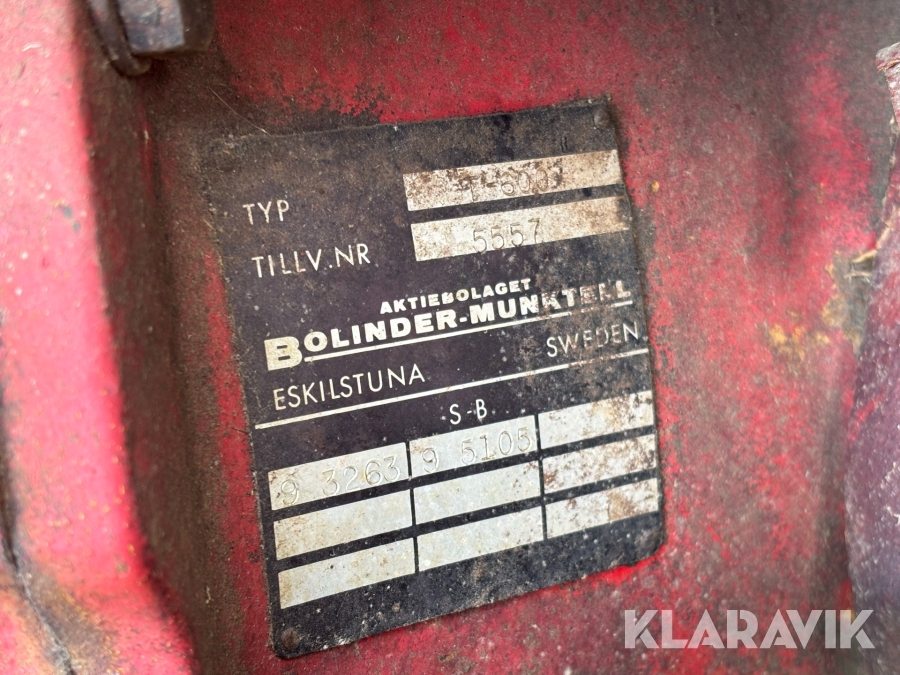 TYP
TILLV.NR 5557
AKTIEBOLAGET
BOLINDER-MUNKTELL
ESKILSTUNA SWEDEN
S-B
9 3263 9 5105
KLARAVIK